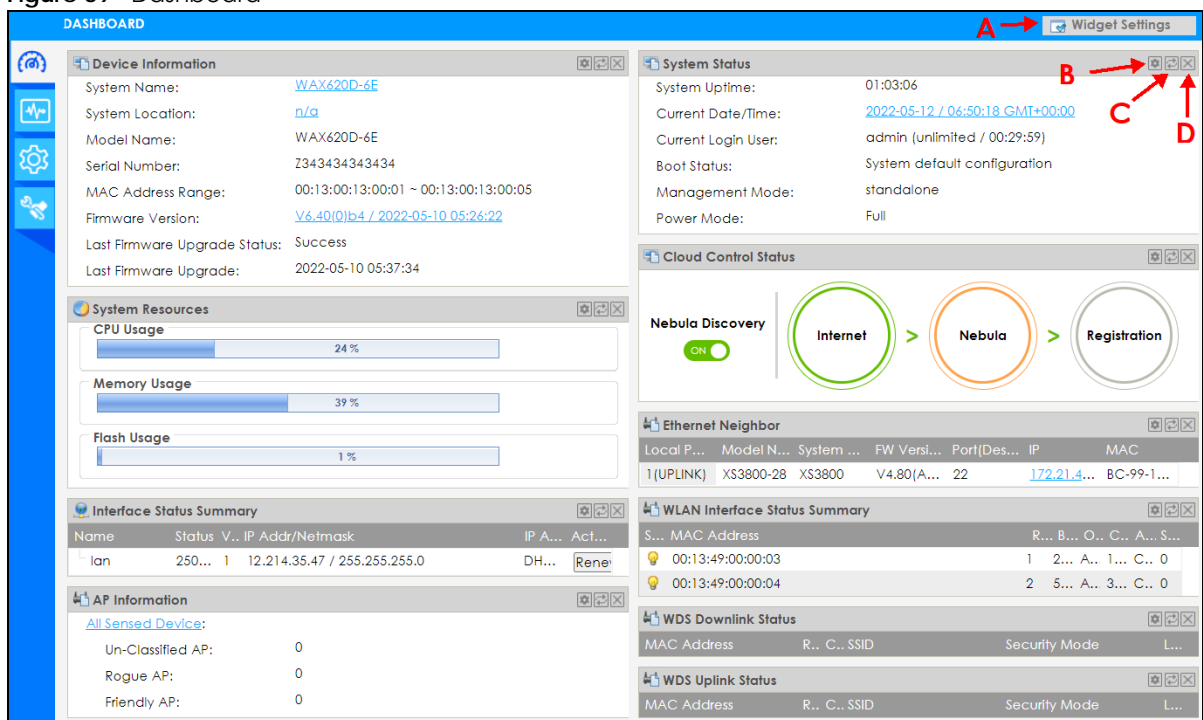 DASHBOARD
A
Widget Settings
Device Information
System Name: WAX620D-6E
System Location: n/a
Model Name: WAX620D-6E
Serial Number: Z343434343434
MAC Address Range: 00:13:00:13:00:01 ~ 00:13:00:13:00:05
Firmware Version: V6.40(0)b4 / 2022-05-10 05:26:22
Last Firmware Upgrade Status: Success
Last Firmware Upgrade: 2022-05-10 05:37:34
System Resources
CPU Usage
24 %
Memory Usage
39 %
Flash Usage
1 %
Interface Status Summary
Name Status V.. IP Addr/Netmask IP A... Act...
lan 250... 1 12.214.35.47 / 255.255.255.0 DH...
AP Information
All Sensed Device:
Un-Classified AP: 0
Rogue AP: 0
Friendly AP: 0
System Status
B
C
D
System Uptime: 01:03:06
Current Date/Time: 2022-05-12 / 06:50:18 GMT+00:00
Current Login User: admin (unlimited / 00:29:59)
Boot Status: System default configuration
Management Mode: standalone
Power Mode: Full
Cloud Control Status
Nebula Discovery
ON
Internet > Nebula > Registration
Ethernet Neighbor
Local P... Model N... System ... FW Versi... Port(Des... IP MAC
1(UPLINK) XS3800-28 XS3800 V4.80(A... 22 172.21.4... BC-99-1...
WLAN Interface Status Summary
S... MAC Address R... B... O.. C.. A... S...
00:13:49:00:00:03 1 2... A... 1... C.. 0
00:13:49:00:00:04 2 5... A... 3... C.. 0
WDS Downlink Status
MAC Address R.. C.. SSID Security Mode L...
WDS Uplink Status
MAC Address R.. C.. SSID Security Mode L...